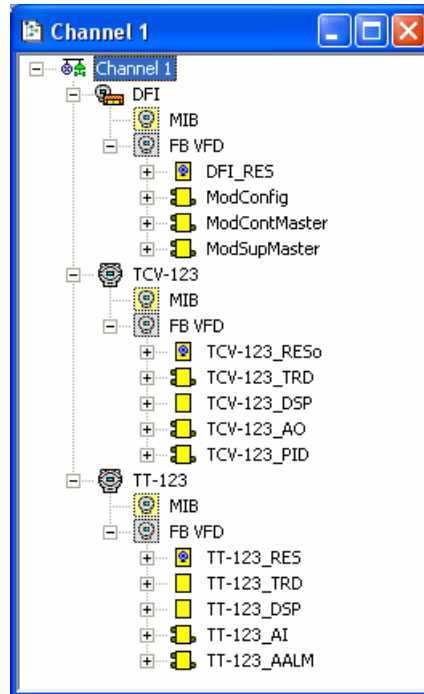 Channel 1
Channel 1
DFI
MIB
FB VFD
DFI_RES
ModConfig
ModContMaster
ModSupMaster
TCV-123
MIB
FB VFD
TCV-123_RESo
TCV-123_TRD
TCV-123_DSP
TCV-123_AO
TCV-123_PID
TT-123
MIB
FB VFD
TT-123_RES
TT-123_TRD
TT-123_DSP
TT-123_AI
TT-123_AALM